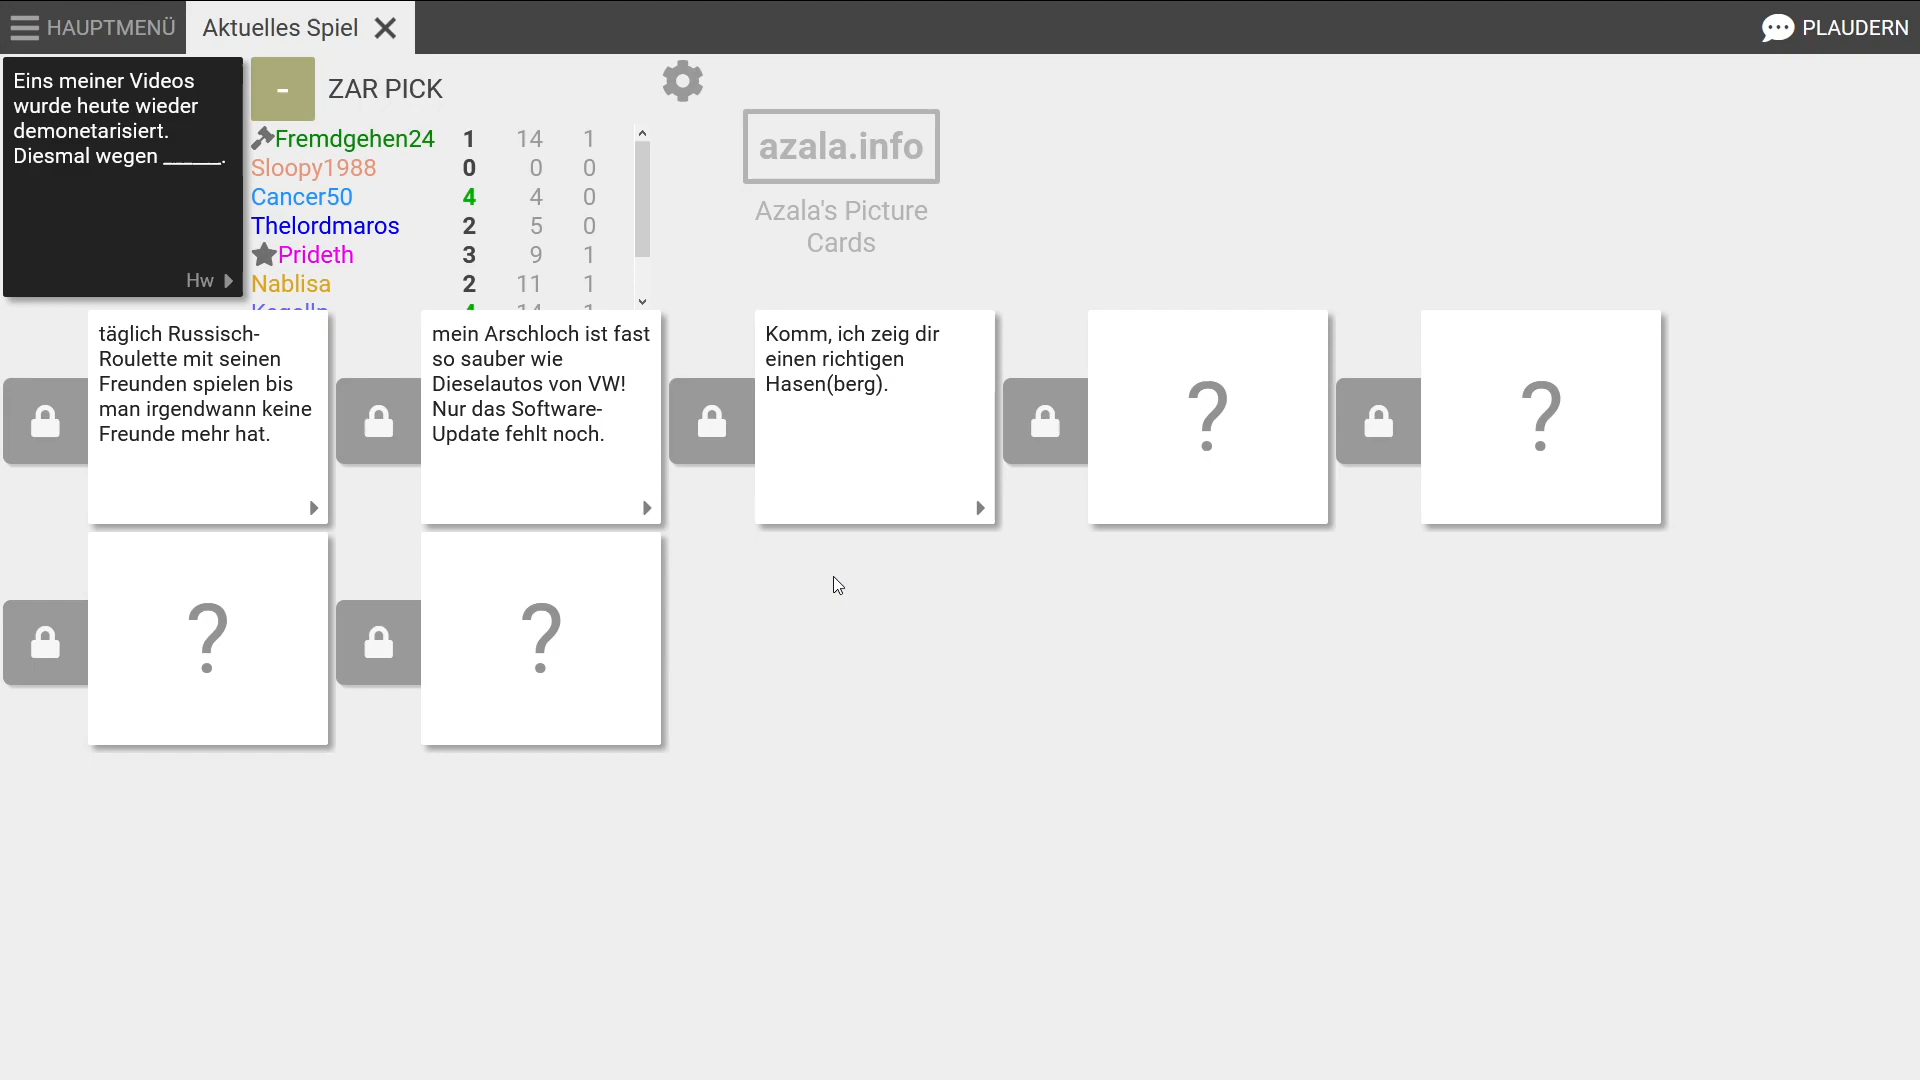 HAUPTMENÜ
Aktuelles Spiel
PLAUDERN
Eins meiner Videos
wurde heute wieder
demonetarisiert.
Diesmal wegen ______.
Hw
-
ZAR PICK
Fremdgehen24 1 14 1
Sloopy1988 0 0 0
Cancer50 4 4 0
Thelordmaros 2 5 0
Prideth 3 9 1
Nablisa 2 11 1
azala.info
Azala's Picture
Cards
täglich Russisch-
Roulette mit seinen
Freunden spielen bis
man irgendwann keine
Freunde mehr hat.
mein Arschloch ist fast
so sauber wie
Dieselautos von VW!
Nur das Software-
Update fehlt noch.
Komm, ich zeig dir
einen richtigen
Hasen(berg).
?
?
?
?